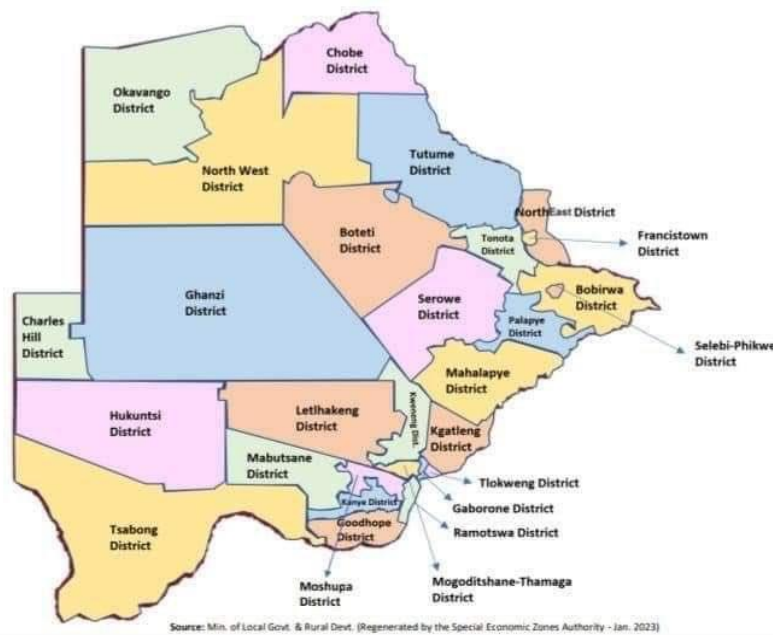 Chobe
District
Okavango
District
Tutume
District
North West
District
NorthEast District
Boteti
District
Tonota
District
Francistown
District
Ghanzi
District
Serowe
District
Bobirwa
District
Charles
Hill
District
Palapye
District
Selebi-Phikwe
District
Mahalapye
District
Hukuntsi
District
Letlhakeng
District
Kweneng Dist.
Kgatleng
District
Mabutsane
District
Tlokweng District
Kanye District
Gaborone District
Tsabong
District
Goodhope
District
Ramotswa District
Moshupa
District
Mogoditshane-Thamaga
District
Source: Min. of Local Govt. & Rural Devt. (Regenerated by the Special Economic Zones Authority - Jan. 2023)